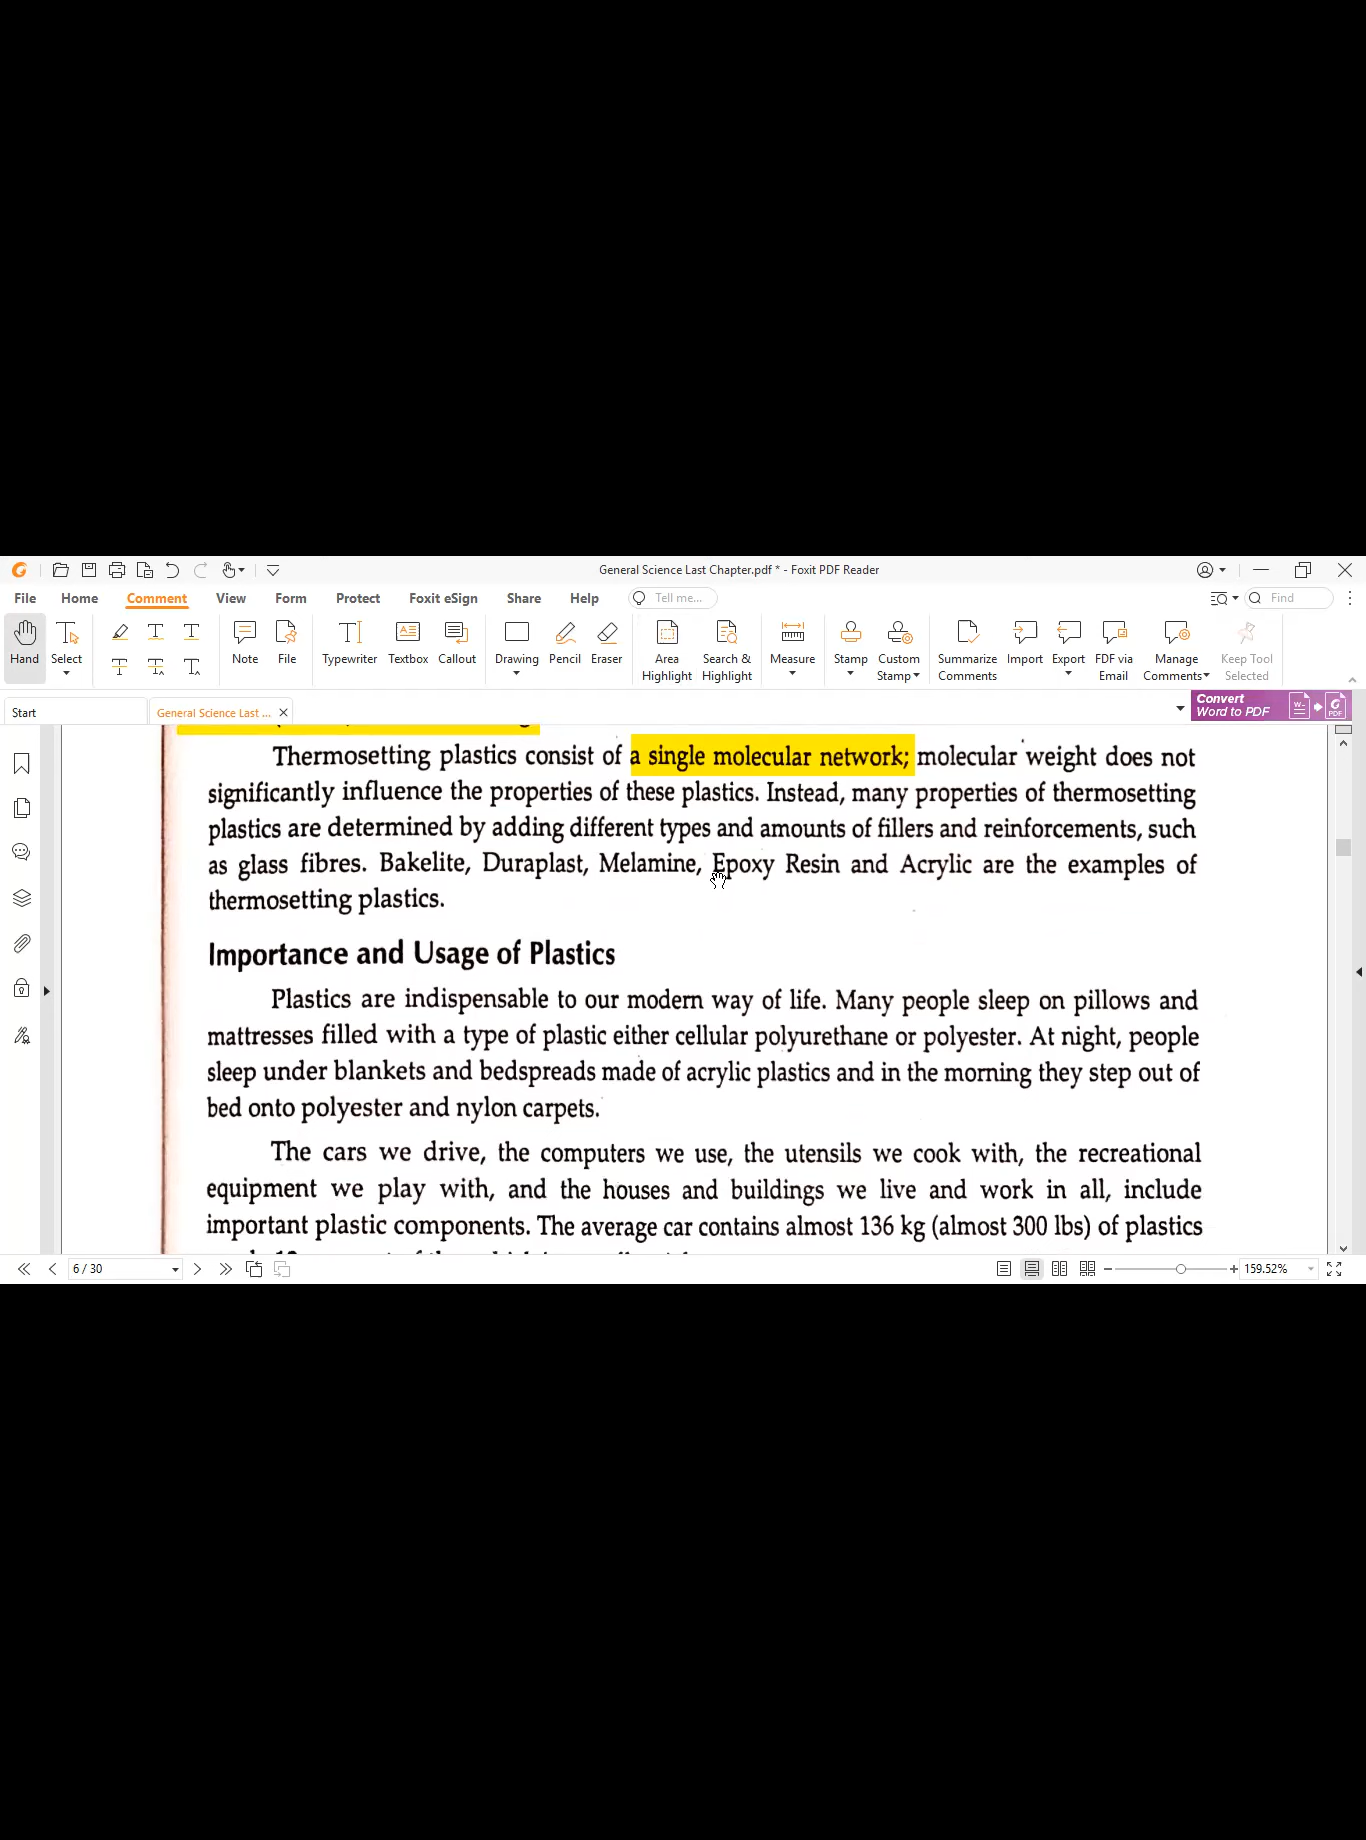 General Science Last Chapter.pdf * - Foxit PDF Reader
File Home Comment View Form Protect Foxit eSign Share Help Tell me... Find
Hand Select Note File Typewriter Textbox Callout Drawing Pencil Eraser Area Highlight Search & Highlight Measure Stamp Custom Stamp Summarize Comments Import Export FDF via Email Manage Comments Keep Tool Selected
Start General Science Last ... Convert Word to PDF
Thermosetting plastics consist of a single molecular network; molecular weight does not
significantly influence the properties of these plastics. Instead, many properties of thermosetting
plastics are determined by adding different types and amounts of fillers and reinforcements, such
as glass fibres. Bakelite, Duraplast, Melamine, Epoxy Resin and Acrylic are the examples of
thermosetting plastics.
Importance and Usage of Plastics
Plastics are indispensable to our modern way of life. Many people sleep on pillows and
mattresses filled with a type of plastic either cellular polyurethane or polyester. At night, people
sleep under blankets and bedspreads made of acrylic plastics and in the morning they step out of
bed onto polyester and nylon carpets.
The cars we drive, the computers we use, the utensils we cook with, the recreational
equipment we play with, and the houses and buildings we live and work in all, include
important plastic components. The average car contains almost 136 kg (almost 300 lbs) of plastics
6 / 30 159.52%